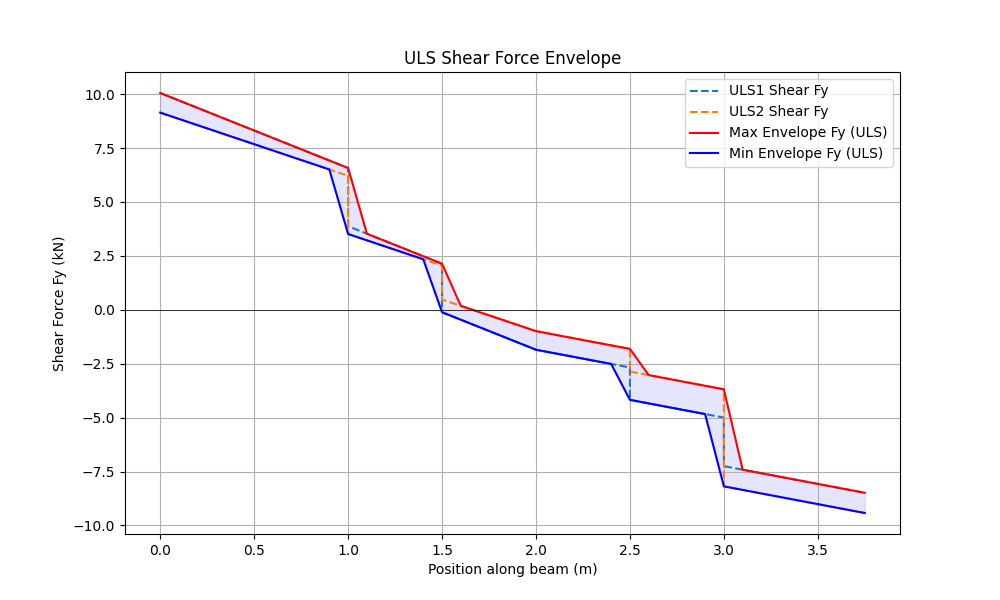 ULS Shear Force Envelope
ULS1 Shear Fy
ULS2 Shear Fy
Max Envelope Fy (ULS)
Min Envelope Fy (ULS)
Shear Force Fy (kN)
10.0
7.5
5.0
2.5
0.0
−2.5
−5.0
−7.5
−10.0
0.0 0.5 1.0 1.5 2.0 2.5 3.0 3.5
Position along beam (m)